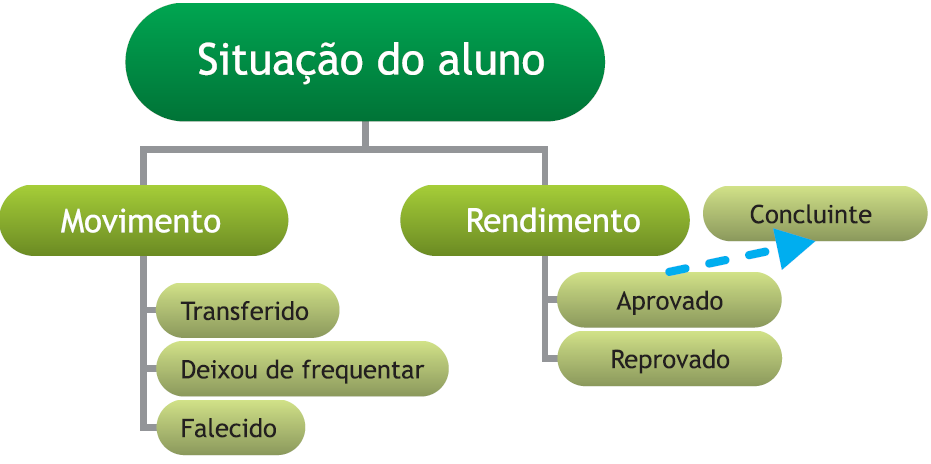 Situação do aluno
Movimento
Transferido
Deixou de frequentar
Falecido
Rendimento
Concluinte
Aprovado
Reprovado